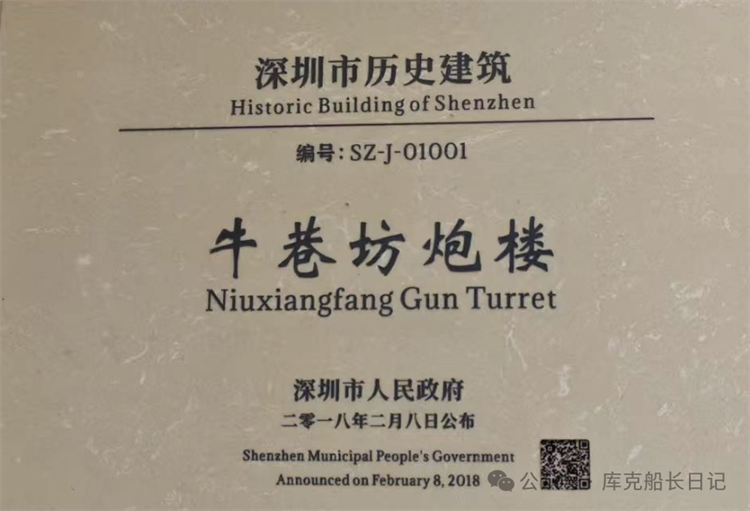 深圳市历史建筑
Historic Building of Shenzhen
编号：SZ-J-01001
牛巷坊炮楼
Niuxiangfang Gun Turret
深圳市人民政府
二零一八年二月八日公布
Shenzhen Municipal People's Government
Announced on February 8, 2018
库克船长日记